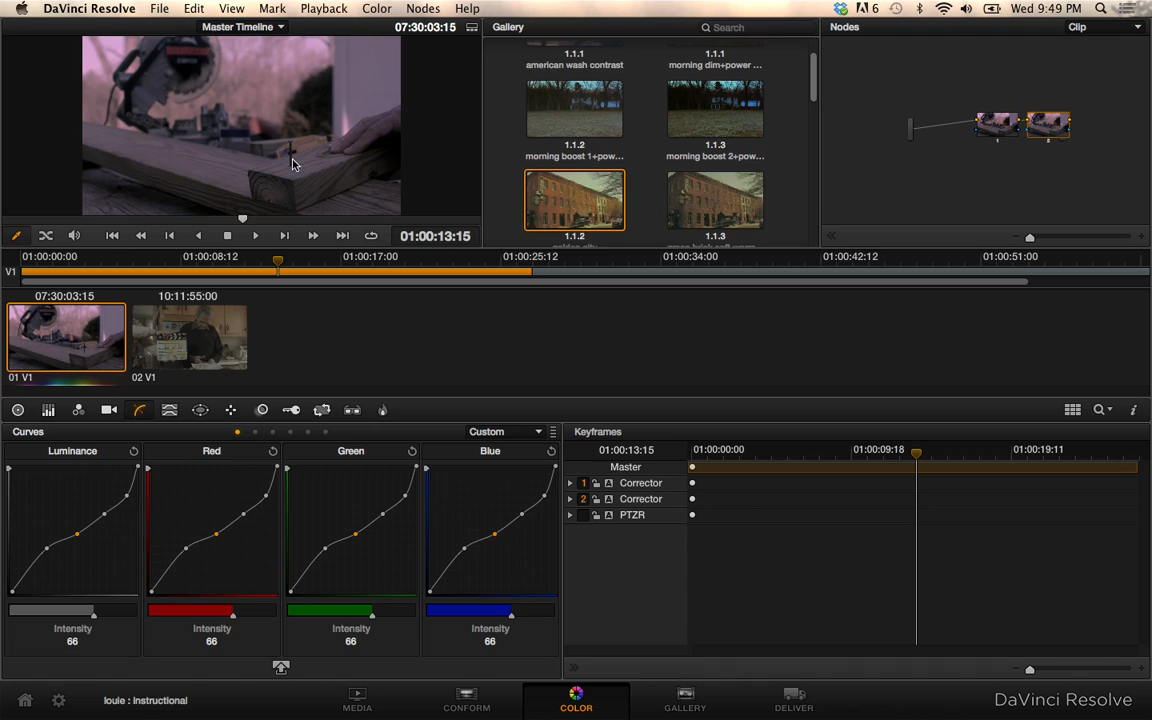 DaVinci Resolve File Edit View Mark Playback Color Nodes Help
6 Wed 9:49 PM
Master Timeline 07:30:03:15
Gallery Search
Nodes Clip
1.1.1 1.1.1
american wash contrast morning dim+power ...
1.1.2 1.1.3
morning boost 1+pow... morning boost 2+pow...
1.1.2 1.1.3
01:00:13:15
01:00:00:00 01:00:08:12 01:00:17:00 01:00:25:12 01:00:34:00 01:00:42:12 01:00:51:00
V1
07:30:03:15 10:11:55:00
01 V1 02 V1
Curves Custom
Keyframes
Luminance Red Green Blue
01:00:13:15 01:00:00:00 01:00:09:18 01:00:19:11
Master
1 A Corrector
2 A Corrector
A PTZR
Intensity Intensity Intensity Intensity
66 66 66 66
louie : Instructional
MEDIA CONFORM COLOR GALLERY DELIVER
DaVinci Resolve